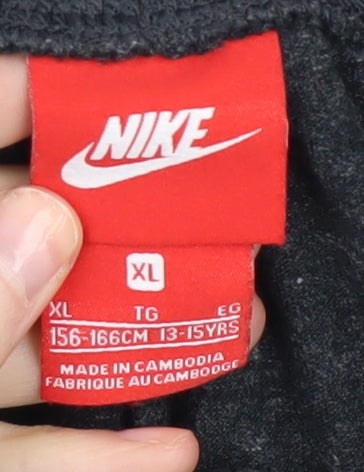 NIKE
XL
XL TG EG
156-166CM 13-15YRS
MADE IN CAMBODIA
FABRIQUE AU CAMBODGE